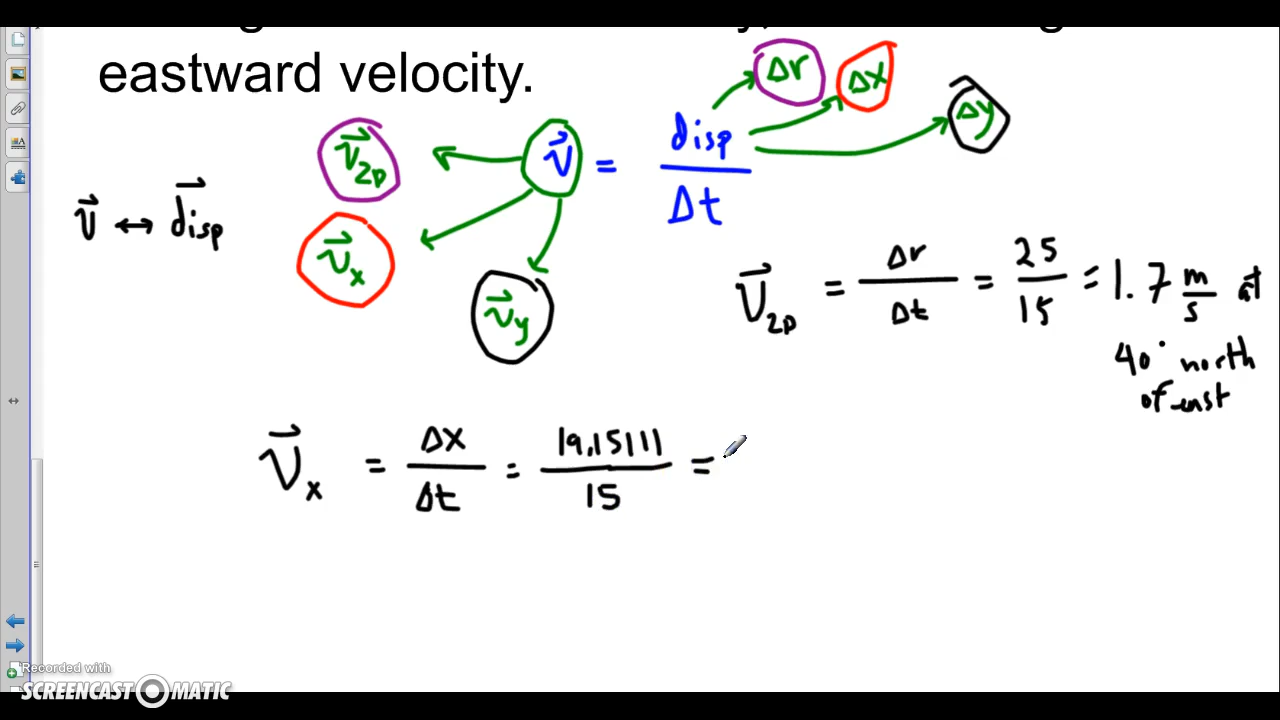 eastward velocity.
Δr Δx Δy
v⃗2D v⃗ = disp / Δt
v⃗ ↔ disp⃗
v⃗x
v⃗y
v⃗2D = Δr / Δt = 25 / 15 = 1.7 m/s at
40° north
of east
v⃗x = Δx / Δt = 19.15111 / 15 =
Recorded with
SCREENCAST MATIC